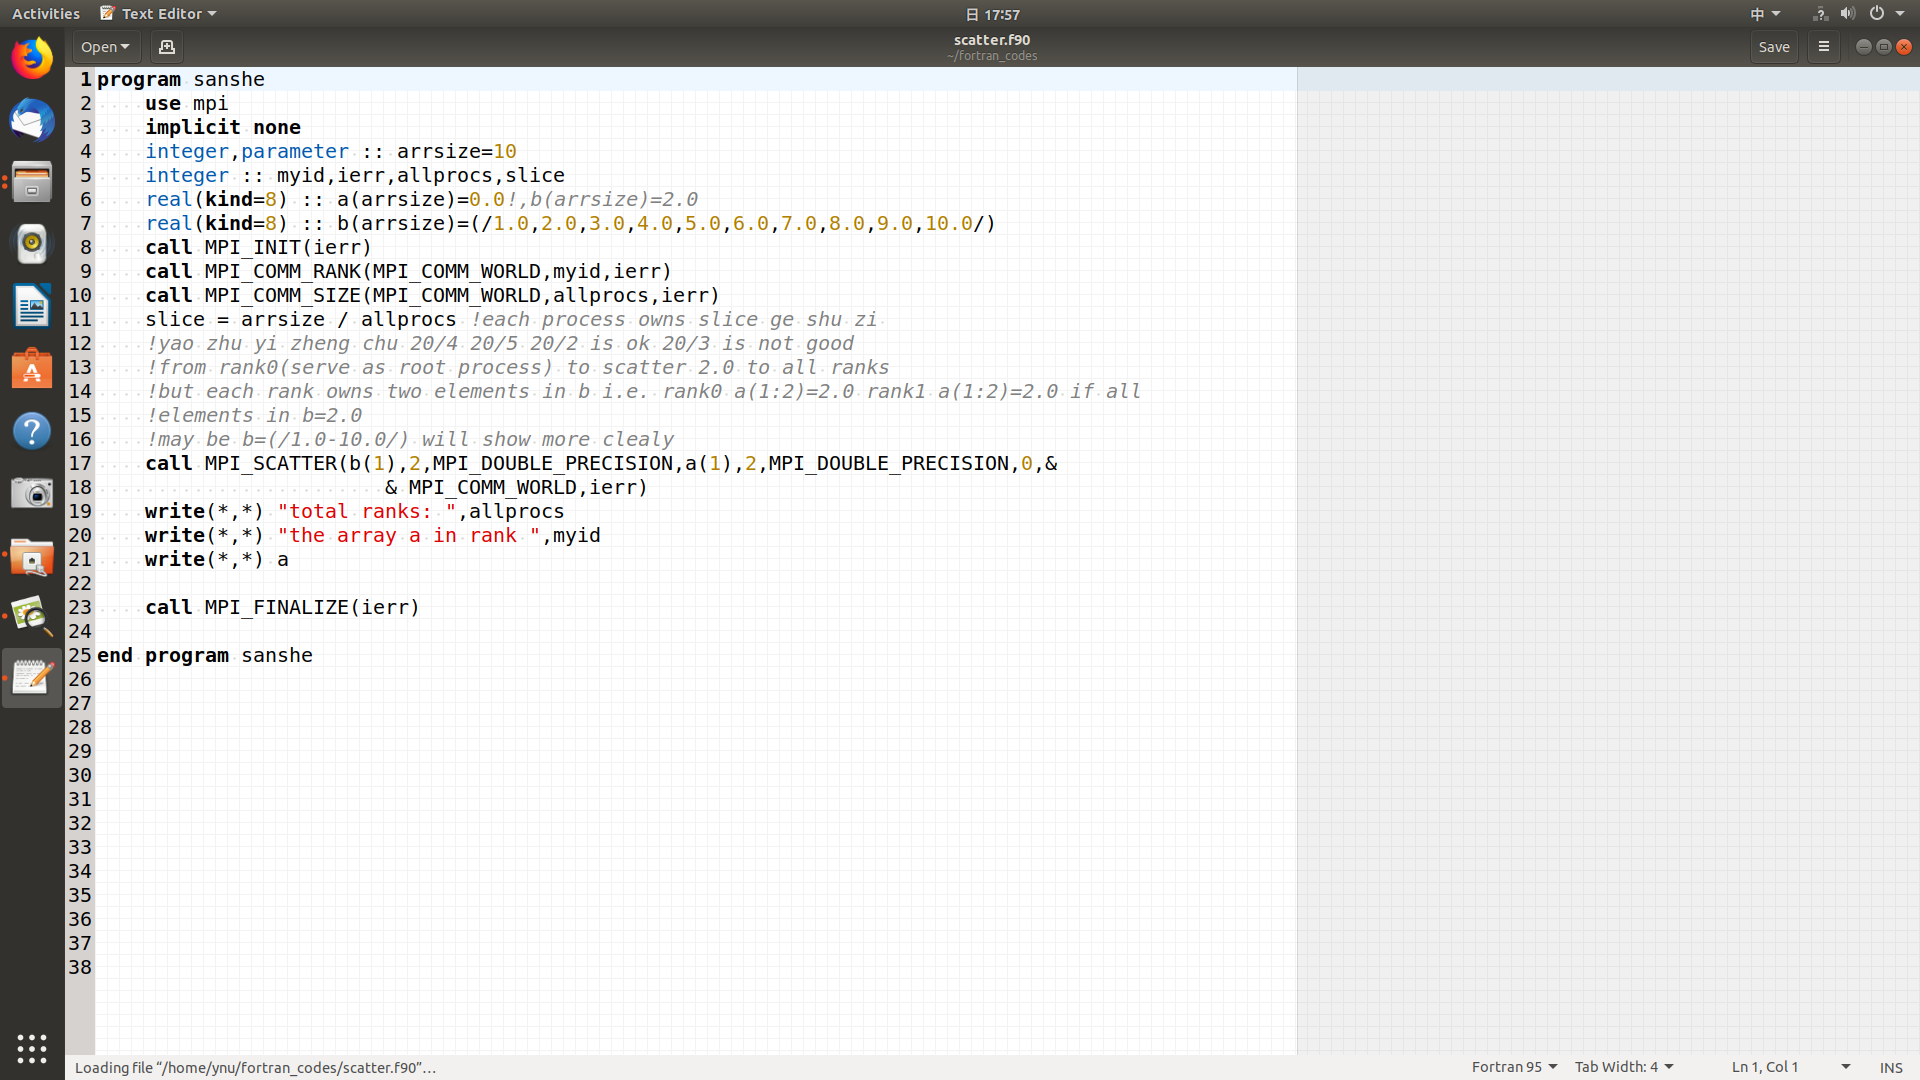 Activities Text Editor 日 17:57 中
Open scatter.f90 Save
~/fortran_codes
1 program sanshe
2 use mpi
3 implicit none
4 integer,parameter :: arrsize=10
5 integer :: myid,ierr,allprocs,slice
6 real(kind=8) :: a(arrsize)=0.0!,b(arrsize)=2.0
7 real(kind=8) :: b(arrsize)=(/1.0,2.0,3.0,4.0,5.0,6.0,7.0,8.0,9.0,10.0/)
8 call MPI_INIT(ierr)
9 call MPI_COMM_RANK(MPI_COMM_WORLD,myid,ierr)
10 call MPI_COMM_SIZE(MPI_COMM_WORLD,allprocs,ierr)
11 slice = arrsize / allprocs !each process owns slice ge shu zi
12 !yao zhu yi zheng chu 20/4 20/5 20/2 is ok 20/3 is not good
13 !from rank0(serve as root process) to scatter 2.0 to all ranks
14 !but each rank owns two elements in b i.e. rank0 a(1:2)=2.0 rank1 a(1:2)=2.0 if all
15 !elements in b=2.0
16 !may be b=(/1.0-10.0/) will show more clealy
17 call MPI_SCATTER(b(1),2,MPI_DOUBLE_PRECISION,a(1),2,MPI_DOUBLE_PRECISION,0,&
18 & MPI_COMM_WORLD,ierr)
19 write(*,*) "total ranks: ",allprocs
20 write(*,*) "the array a in rank ",myid
21 write(*,*) a
22
23 call MPI_FINALIZE(ierr)
24
25 end program sanshe
26
27
28
29
30
31
32
33
34
35
36
37
38
Loading file “/home/ynu/fortran_codes/scatter.f90”… Fortran 95 Tab Width: 4 Ln 1, Col 1 INS